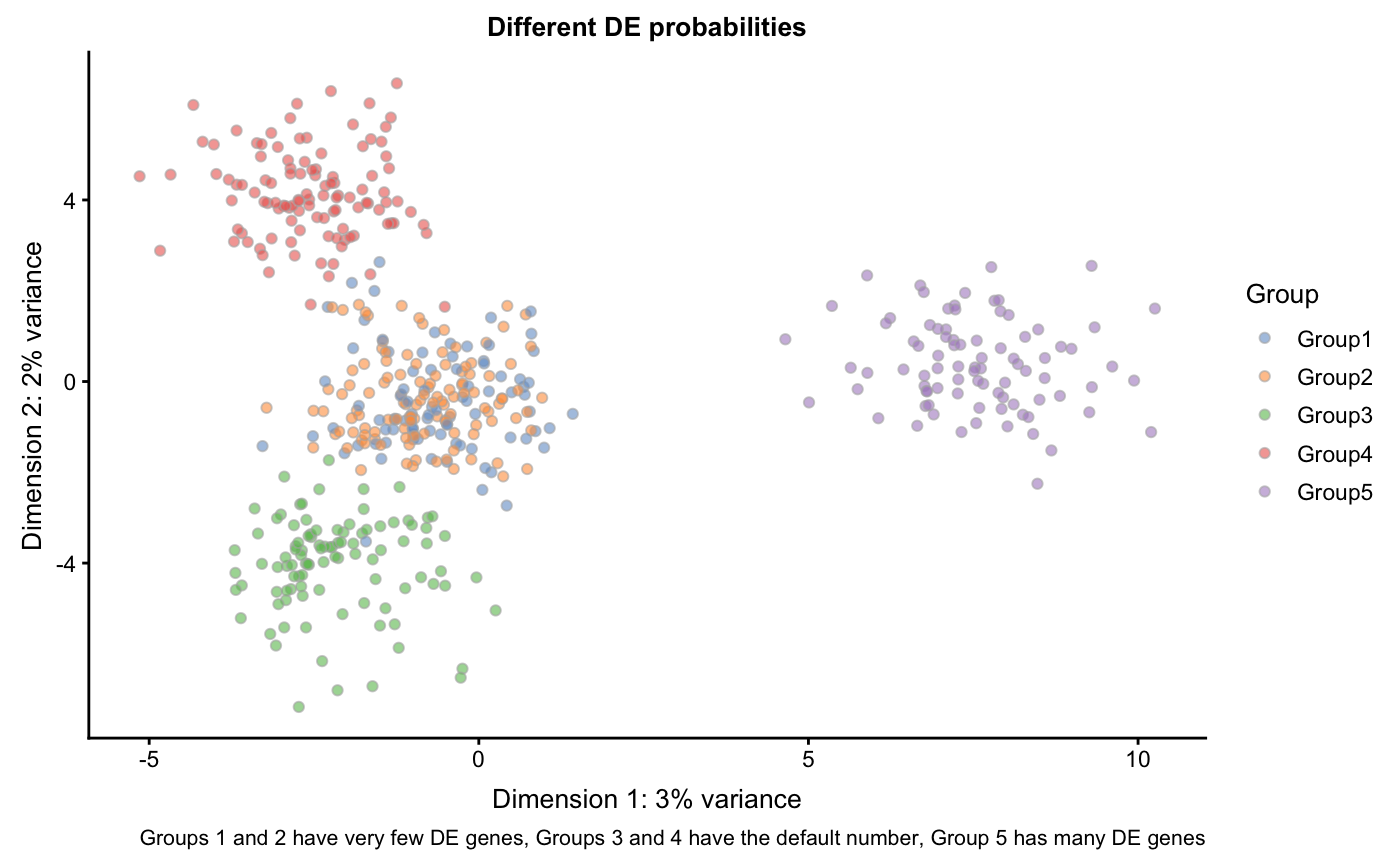 Different DE probabilities
Dimension 2: 2% variance
4
0
-4
-5
0
5
10
Dimension 1: 3% variance
Group
Group1
Group2
Group3
Group4
Group5
Groups 1 and 2 have very few DE genes, Groups 3 and 4 have the default number, Group 5 has many DE genes